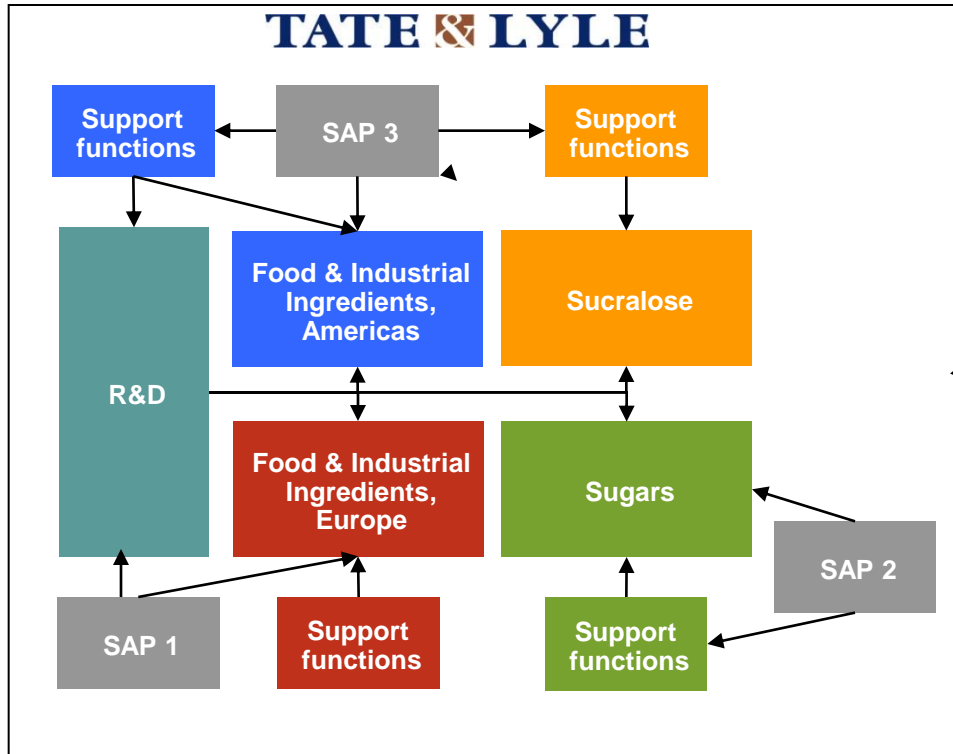 TATE & LYLE
Support
functions
SAP 3
Support
functions
Food & Industrial
Ingredients,
Americas
Sucralose
R&D
Food & Industrial
Ingredients,
Europe
Sugars
SAP 2
SAP 1
Support
functions
Support
functions